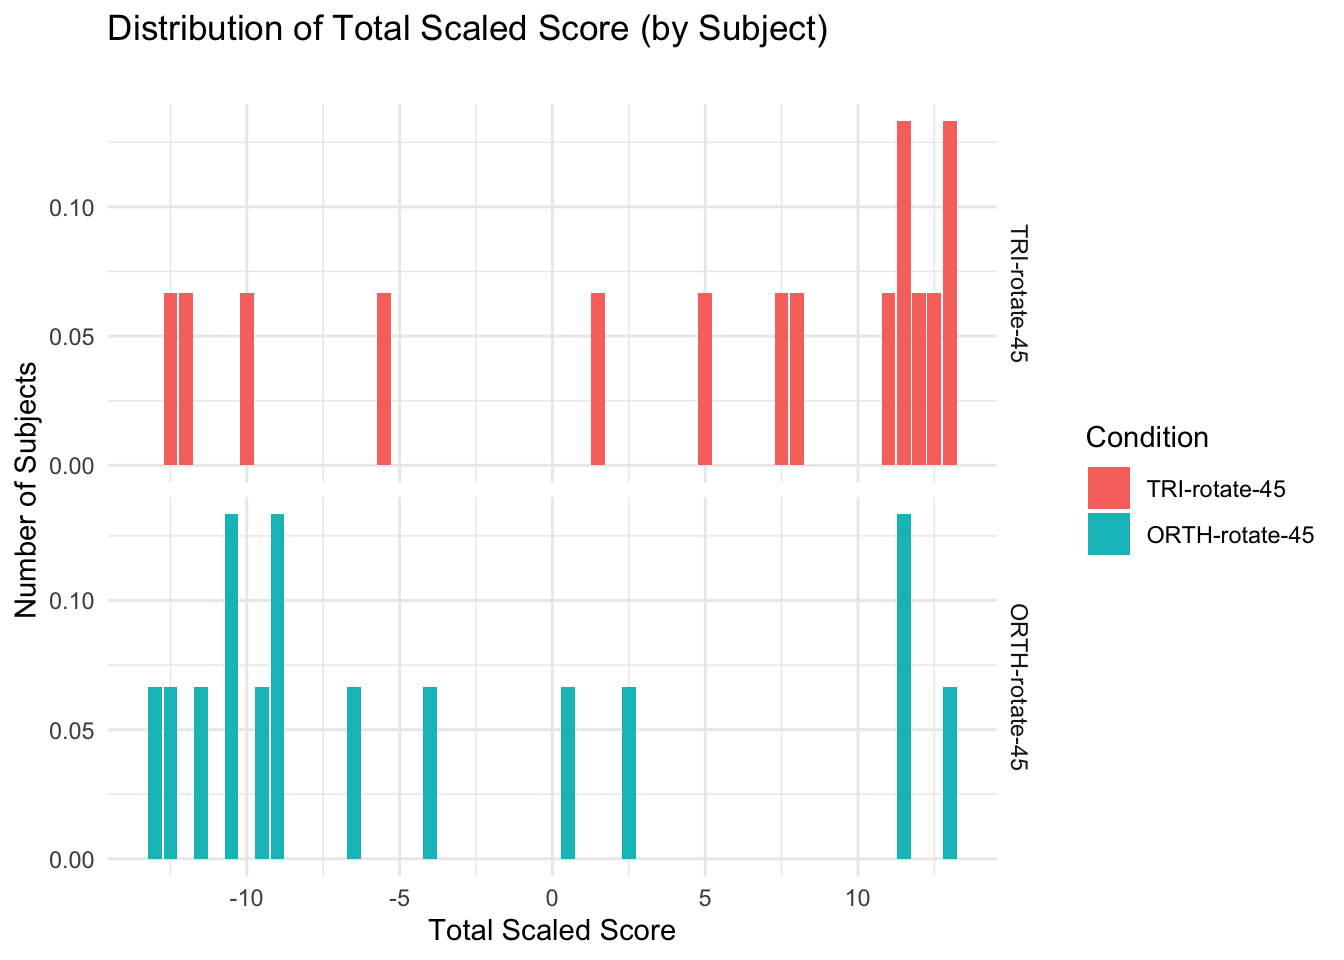 Distribution of Total Scaled Score (by Subject)
Number of Subjects
0.10
0.05
0.00
TRI-rotate-45
0.10
0.05
0.00
ORTH-rotate-45
-10
-5
0
5
10
Total Scaled Score
Condition
TRI-rotate-45
ORTH-rotate-45